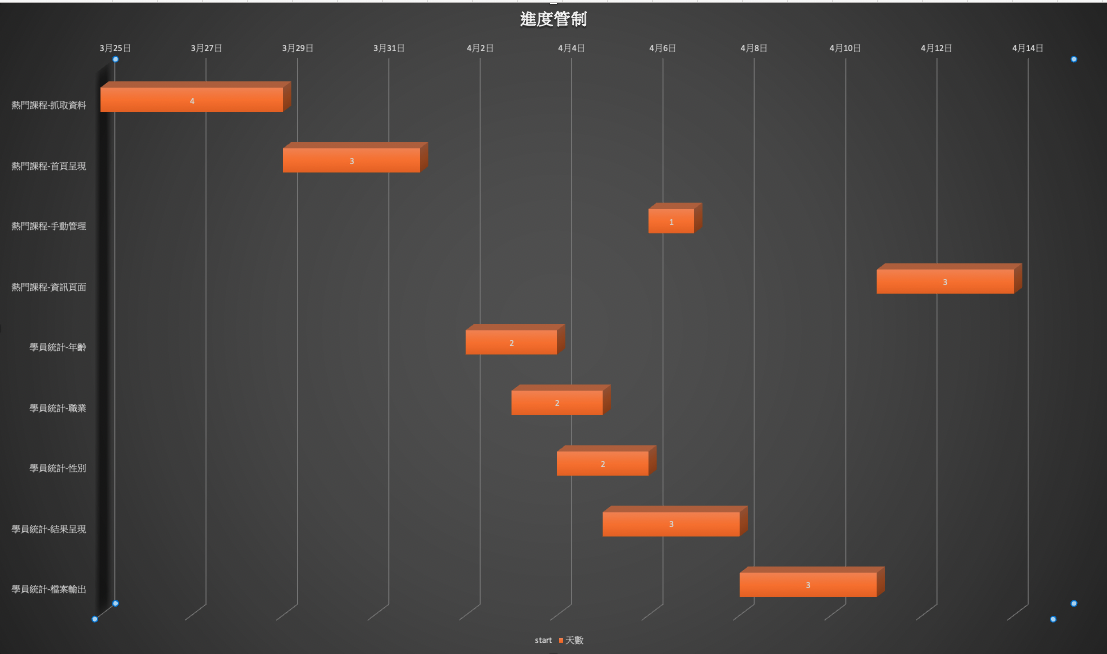 進度管制
3月25日 3月27日 3月29日 3月31日 4月2日 4月4日 4月6日 4月8日 4月10日 4月12日 4月14日
熱門課程-抓取資料 4
熱門課程-首頁呈現 3
熱門課程-手動管理 1
熱門課程-資訊頁面 3
學員統計-年齡 2
學員統計-職業 2
學員統計-性別 2
學員統計-結果呈現 3
學員統計-檔案輸出 3
start 天數